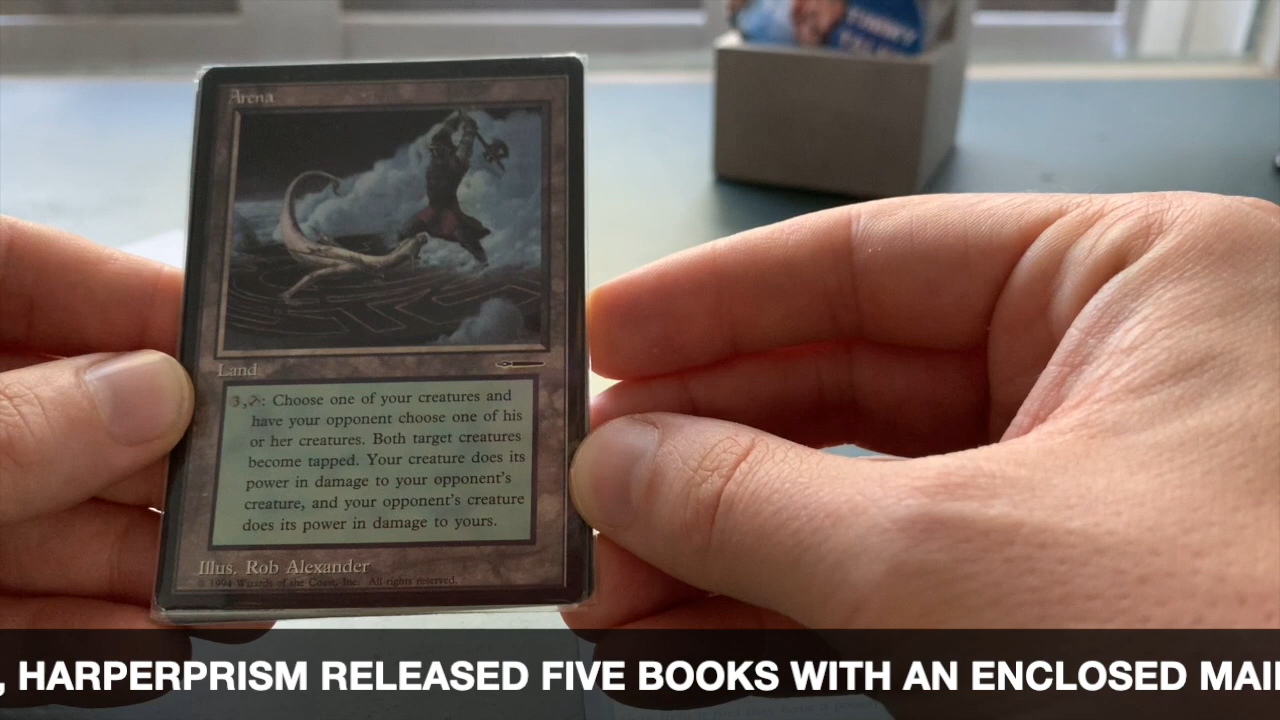 Arena
Land
3, : Choose one of your creatures and
have your opponent choose one of his
or her creatures. Both target creatures
become tapped. Your creature does its
power in damage to your opponent's
creature, and your opponent's creature
does its power in damage to yours.
Illus. Rob Alexander
© 1994 Wizards of the Coast, Inc. All rights reserved.
, HARPERPRISM RELEASED FIVE BOOKS WITH AN ENCLOSED MAI